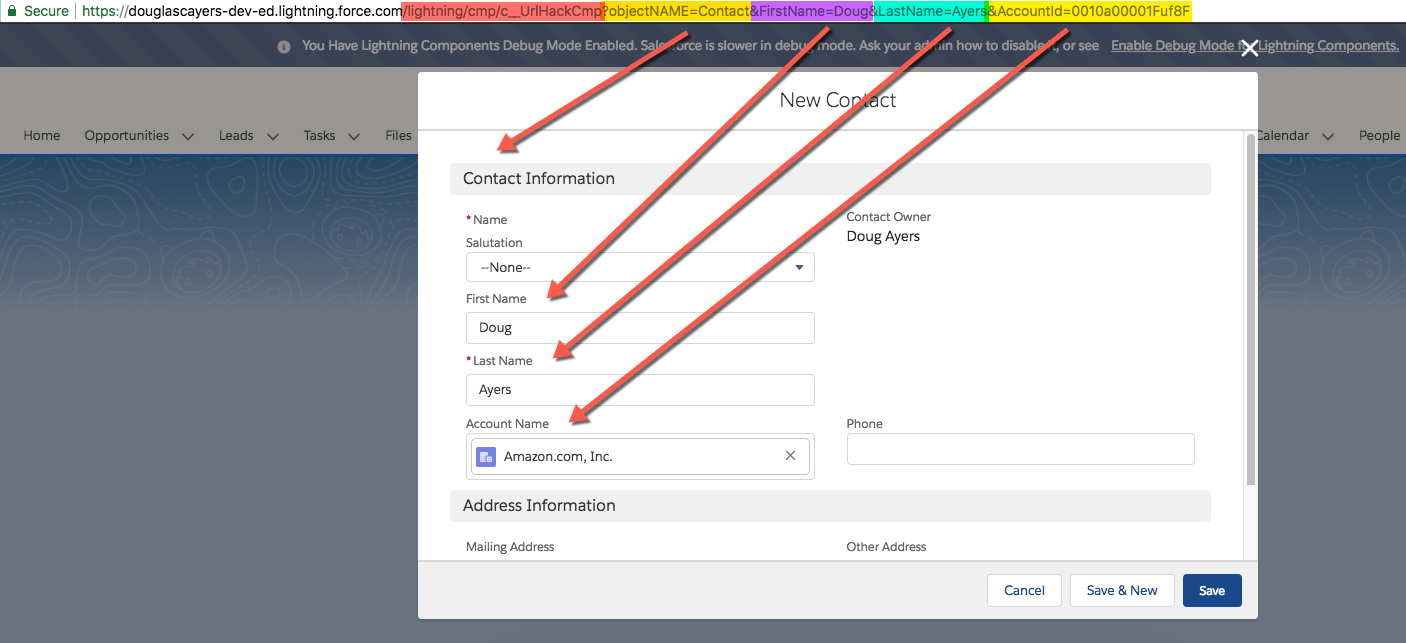 Secure https://douglascayers-dev-ed.lightning.force.com/lightning/cmp/c__UrlHackCmp?objectNAME=Contact&FirstName=Doug&LastName=Ayers&AccountId=0010a00001Fuf8F
You Have Lightning Components Debug Mode Enabled. Salesforce is slower in debug mode. Ask your admin how to disable it, or see Enable Debug Mode for Lightning Components.
New Contact
Home Opportunities Leads Tasks Files Calendar People
Contact Information
*Name
Contact Owner
Salutation
Doug Ayers
--None--
First Name
Doug
*Last Name
Ayers
Account Name Phone
Amazon.com, Inc.
Address Information
Mailing Address Other Address
Cancel Save & New Save